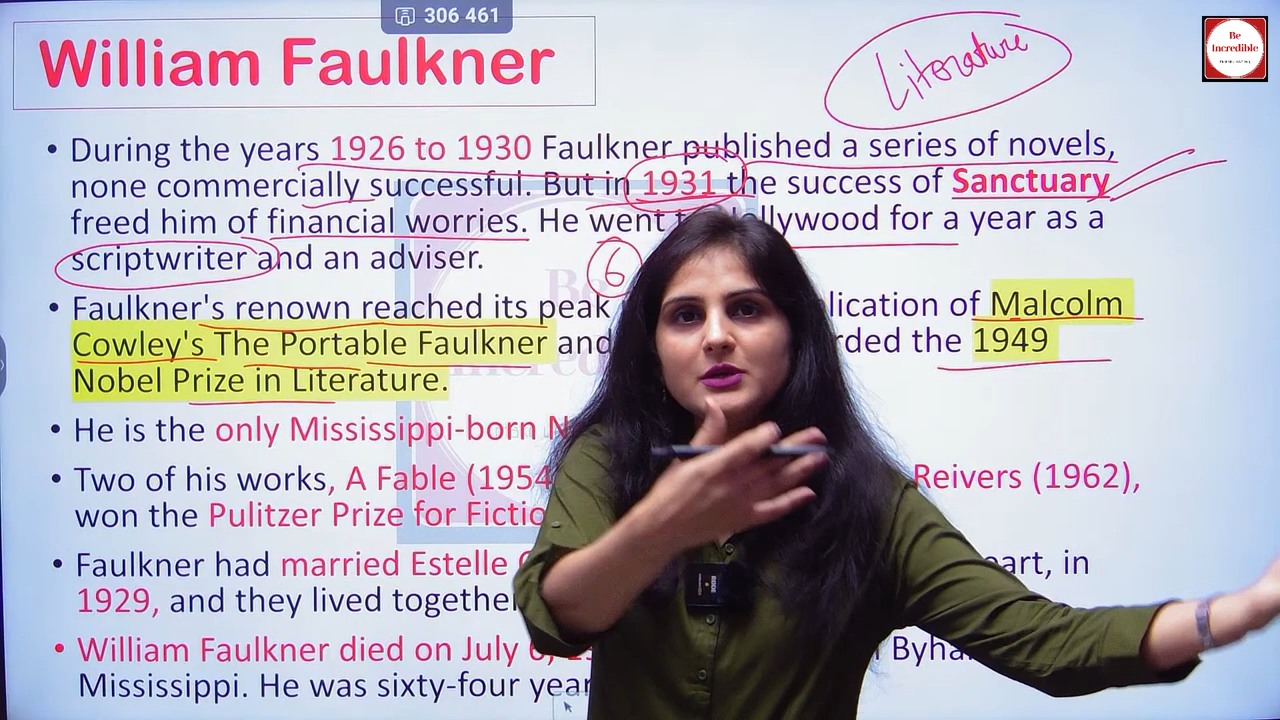 306 461
William Faulkner
Literature
Be
Incredible
• During the years 1926 to 1930 Faulkner published a series of novels,
none commercially successful. But in 1931 the success of Sanctuary
freed him of financial worries. He went to Hollywood for a year as a
scriptwriter and an adviser.
6
• Faulkner's renown reached its peak lication of Malcolm
Cowley's The Portable Faulkner and rded the 1949
Nobel Prize in Literature.
• He is the only Mississippi-born N
• Two of his works, A Fable (1954 Reivers (1962),
won the Pulitzer Prize for Fictio
• Faulkner had married Estelle art, in
1929, and they lived together
• William Faulkner died on July 6, Byha
Mississippi. He was sixty-four year